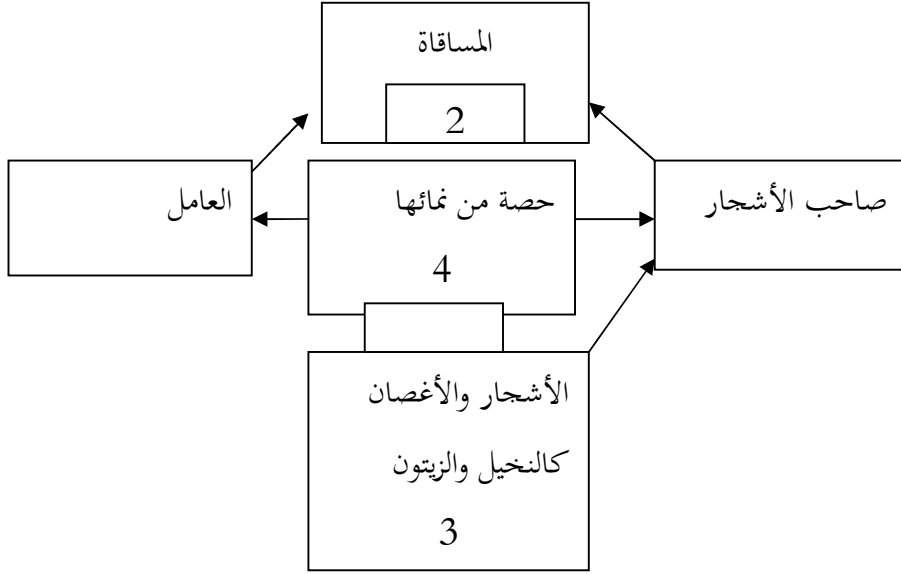 المساقاة
2
صاحب الأشجار
حصة من نمائها
العامل
4
الأشجار والأغصان
كالنخيل والزيتون
3